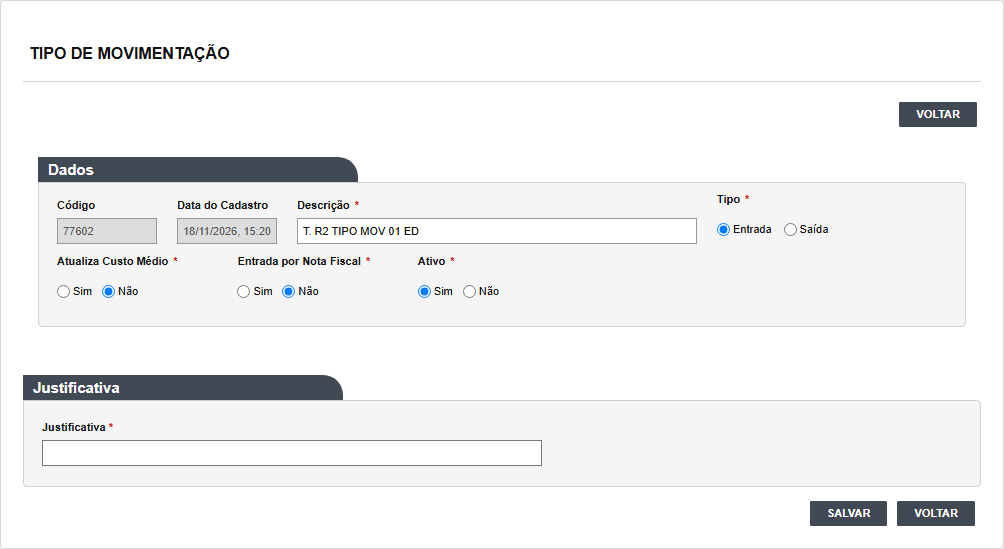 TIPO DE MOVIMENTAÇÃO
VOLTAR
Dados
Código Data do Cadastro Descrição * Tipo *
77602 18/11/2026, 15:20 T. R2 TIPO MOV 01 ED Entrada Saída
Atualiza Custo Médio * Entrada por Nota Fiscal * Ativo *
Sim Não Sim Não Sim Não
Justificativa
Justificativa *
SALVAR VOLTAR